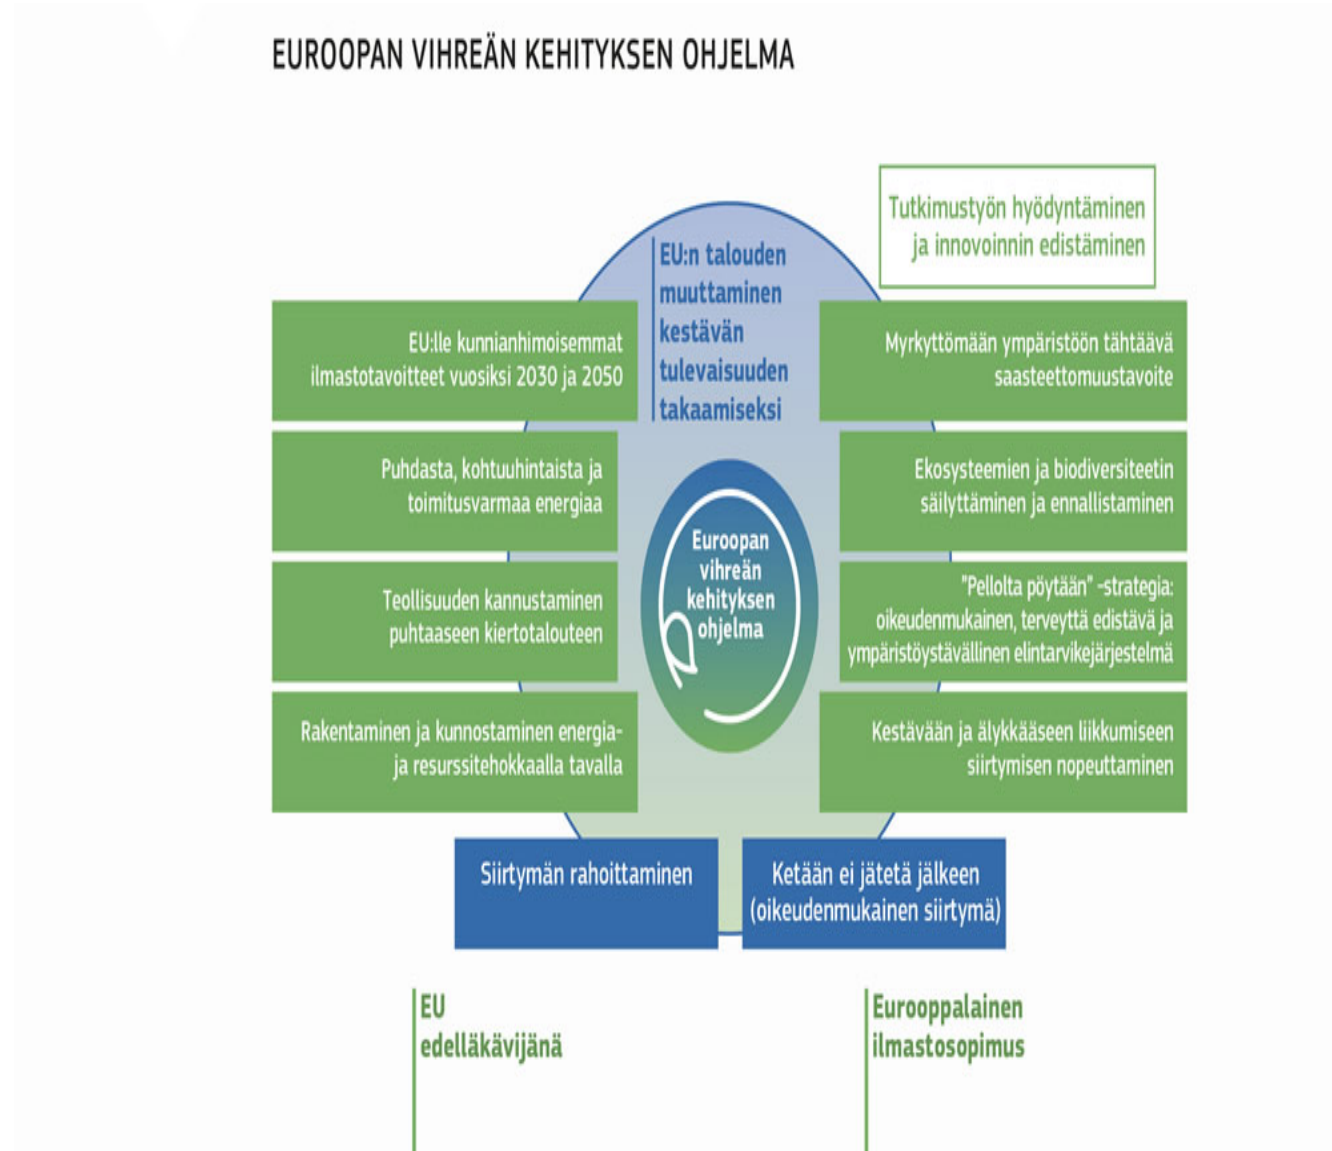 EUROOPAN VIHREÄN KEHITYKSEN OHJELMA
Tutkimustyön hyödyntäminen
ja innovoinnin edistäminen
EU:n talouden
muuttaminen
kestävän
tulevaisuuden
takaamiseksi
EU:lle kunnianhimoisemmat
ilmastotavoitteet vuosiksi 2030 ja 2050
Puhdasta, kohtuuhintaista ja
toimitusvarmaa energiaa
Teollisuuden kannustaminen
puhtaaseen kiertotalouteen
Rakentaminen ja kunnostaminen energia-
ja resurssitehokkaalla tavalla
Euroopan
vihreän
kehityksen
ohjelma
Myrkyttömään ympäristöön tähtäävä
saasteettomuustavoite
Ekosysteemien ja biodiversiteetin
säilyttäminen ja ennallistaminen
”Pellolta pöytään” –strategia:
oikeudenmukainen, terveyttä edistävä ja
ympäristöystävällinen elintarvikejärjestelmä
Kestävään ja älykkääseen liikkumiseen
siirtymisen nopeuttaminen
Siirtymän rahoittaminen
Ketään ei jätetä jälkeen
(oikeudenmukainen siirtymä)
EU
edelläkävijänä
Eurooppalainen
ilmastosopimus